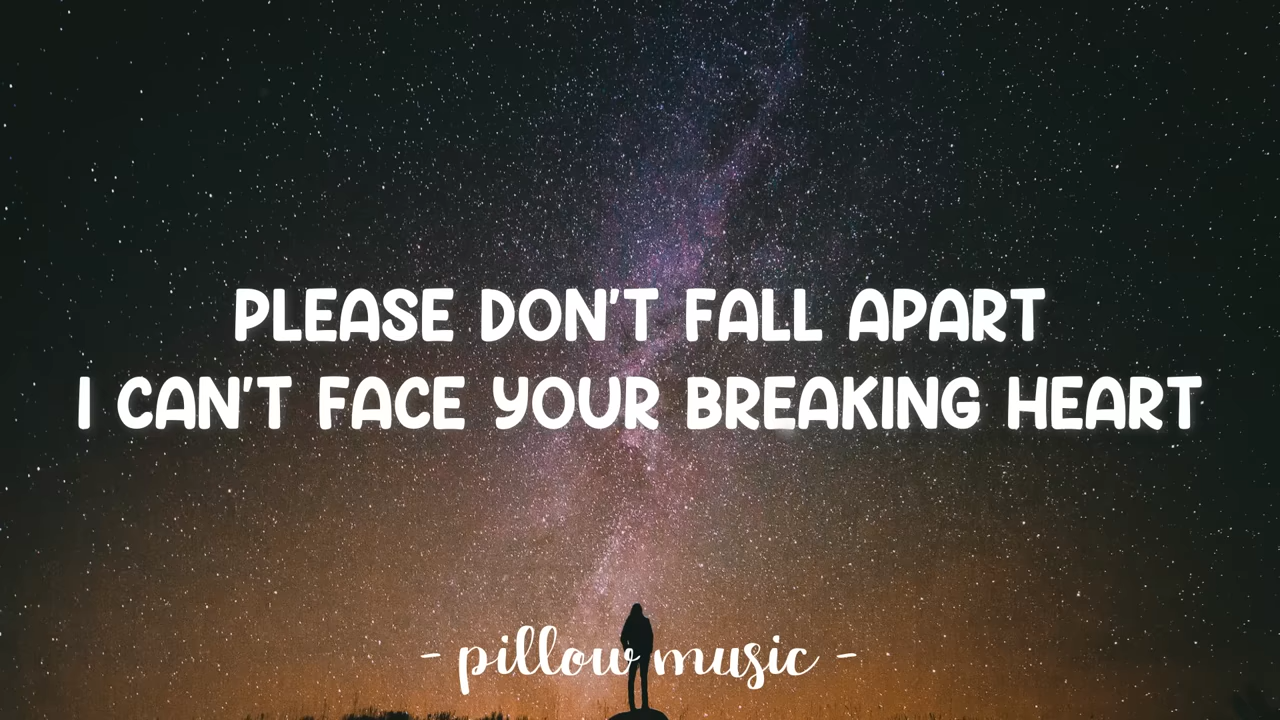 PLEASE DON'T FALL APART
I CAN'T FACE YOUR BREAKING HEART
- pillow music -